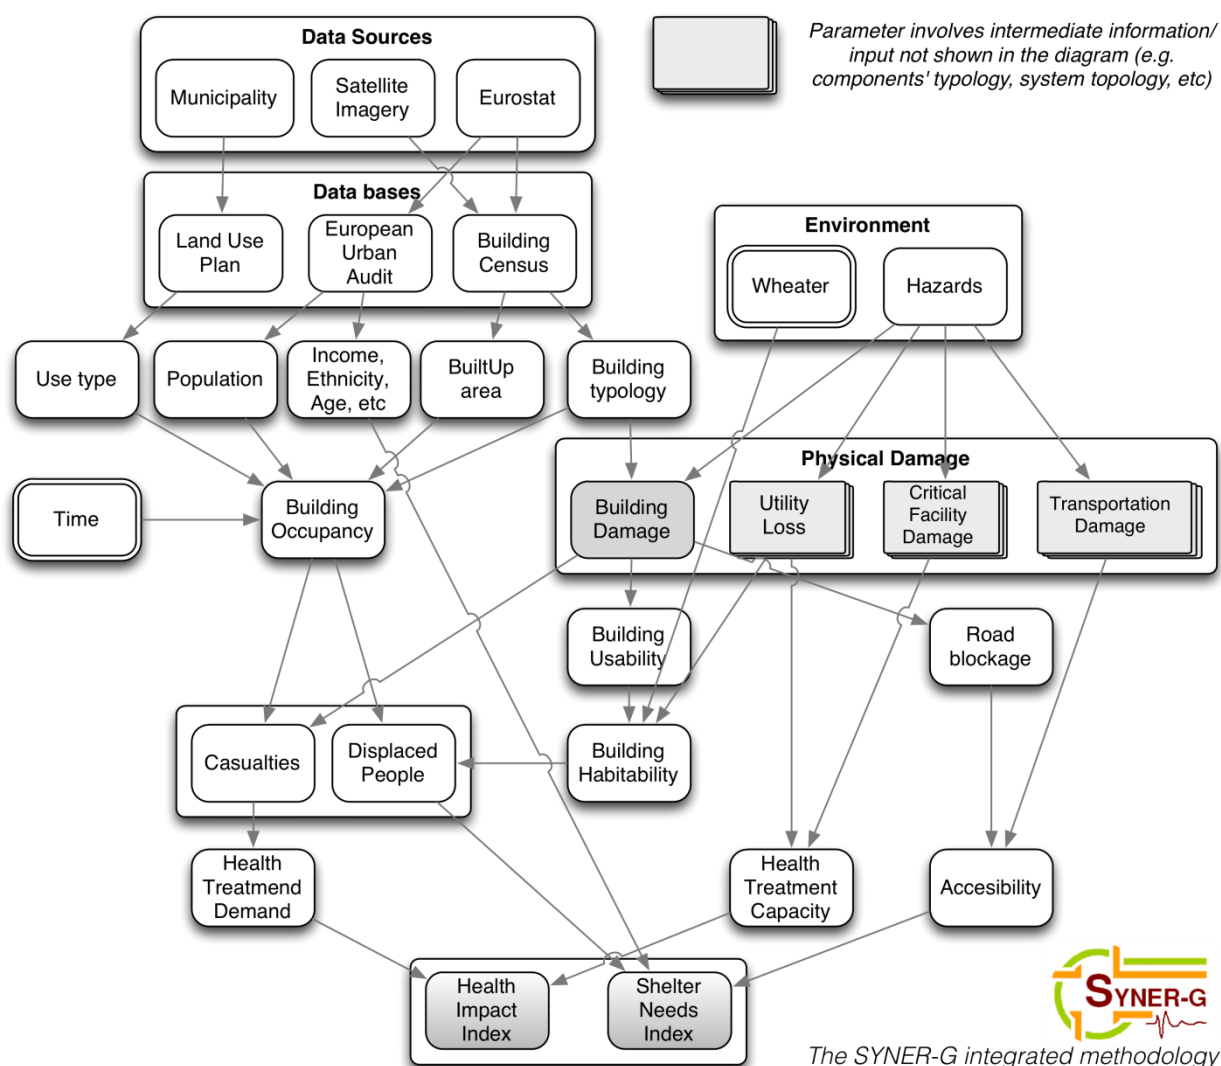 Data Sources
Municipality
Satellite
Imagery
Eurostat
Parameter involves intermediate information/
input not shown in the diagram (e.g.
components' typology, system topology, etc)
Data bases
Land Use
Plan
European
Urban
Audit
Building
Census
Environment
Wheater
Hazards
Use type
Population
Income,
Ethnicity,
Age, etc
BuiltUp
area
Building
typology
Physical Damage
Time
Building
Occupancy
Building
Damage
Utility
Loss
Critical
Facility
Damage
Transportation
Damage
Building
Usability
Road
blockage
Casualties
Displaced
People
Building
Habitability
Health
Treatmend
Demand
Health
Treatment
Capacity
Accesibility
Health
Impact
Index
Shelter
Needs
Index
SYNER-G
The SYNER-G integrated methodology